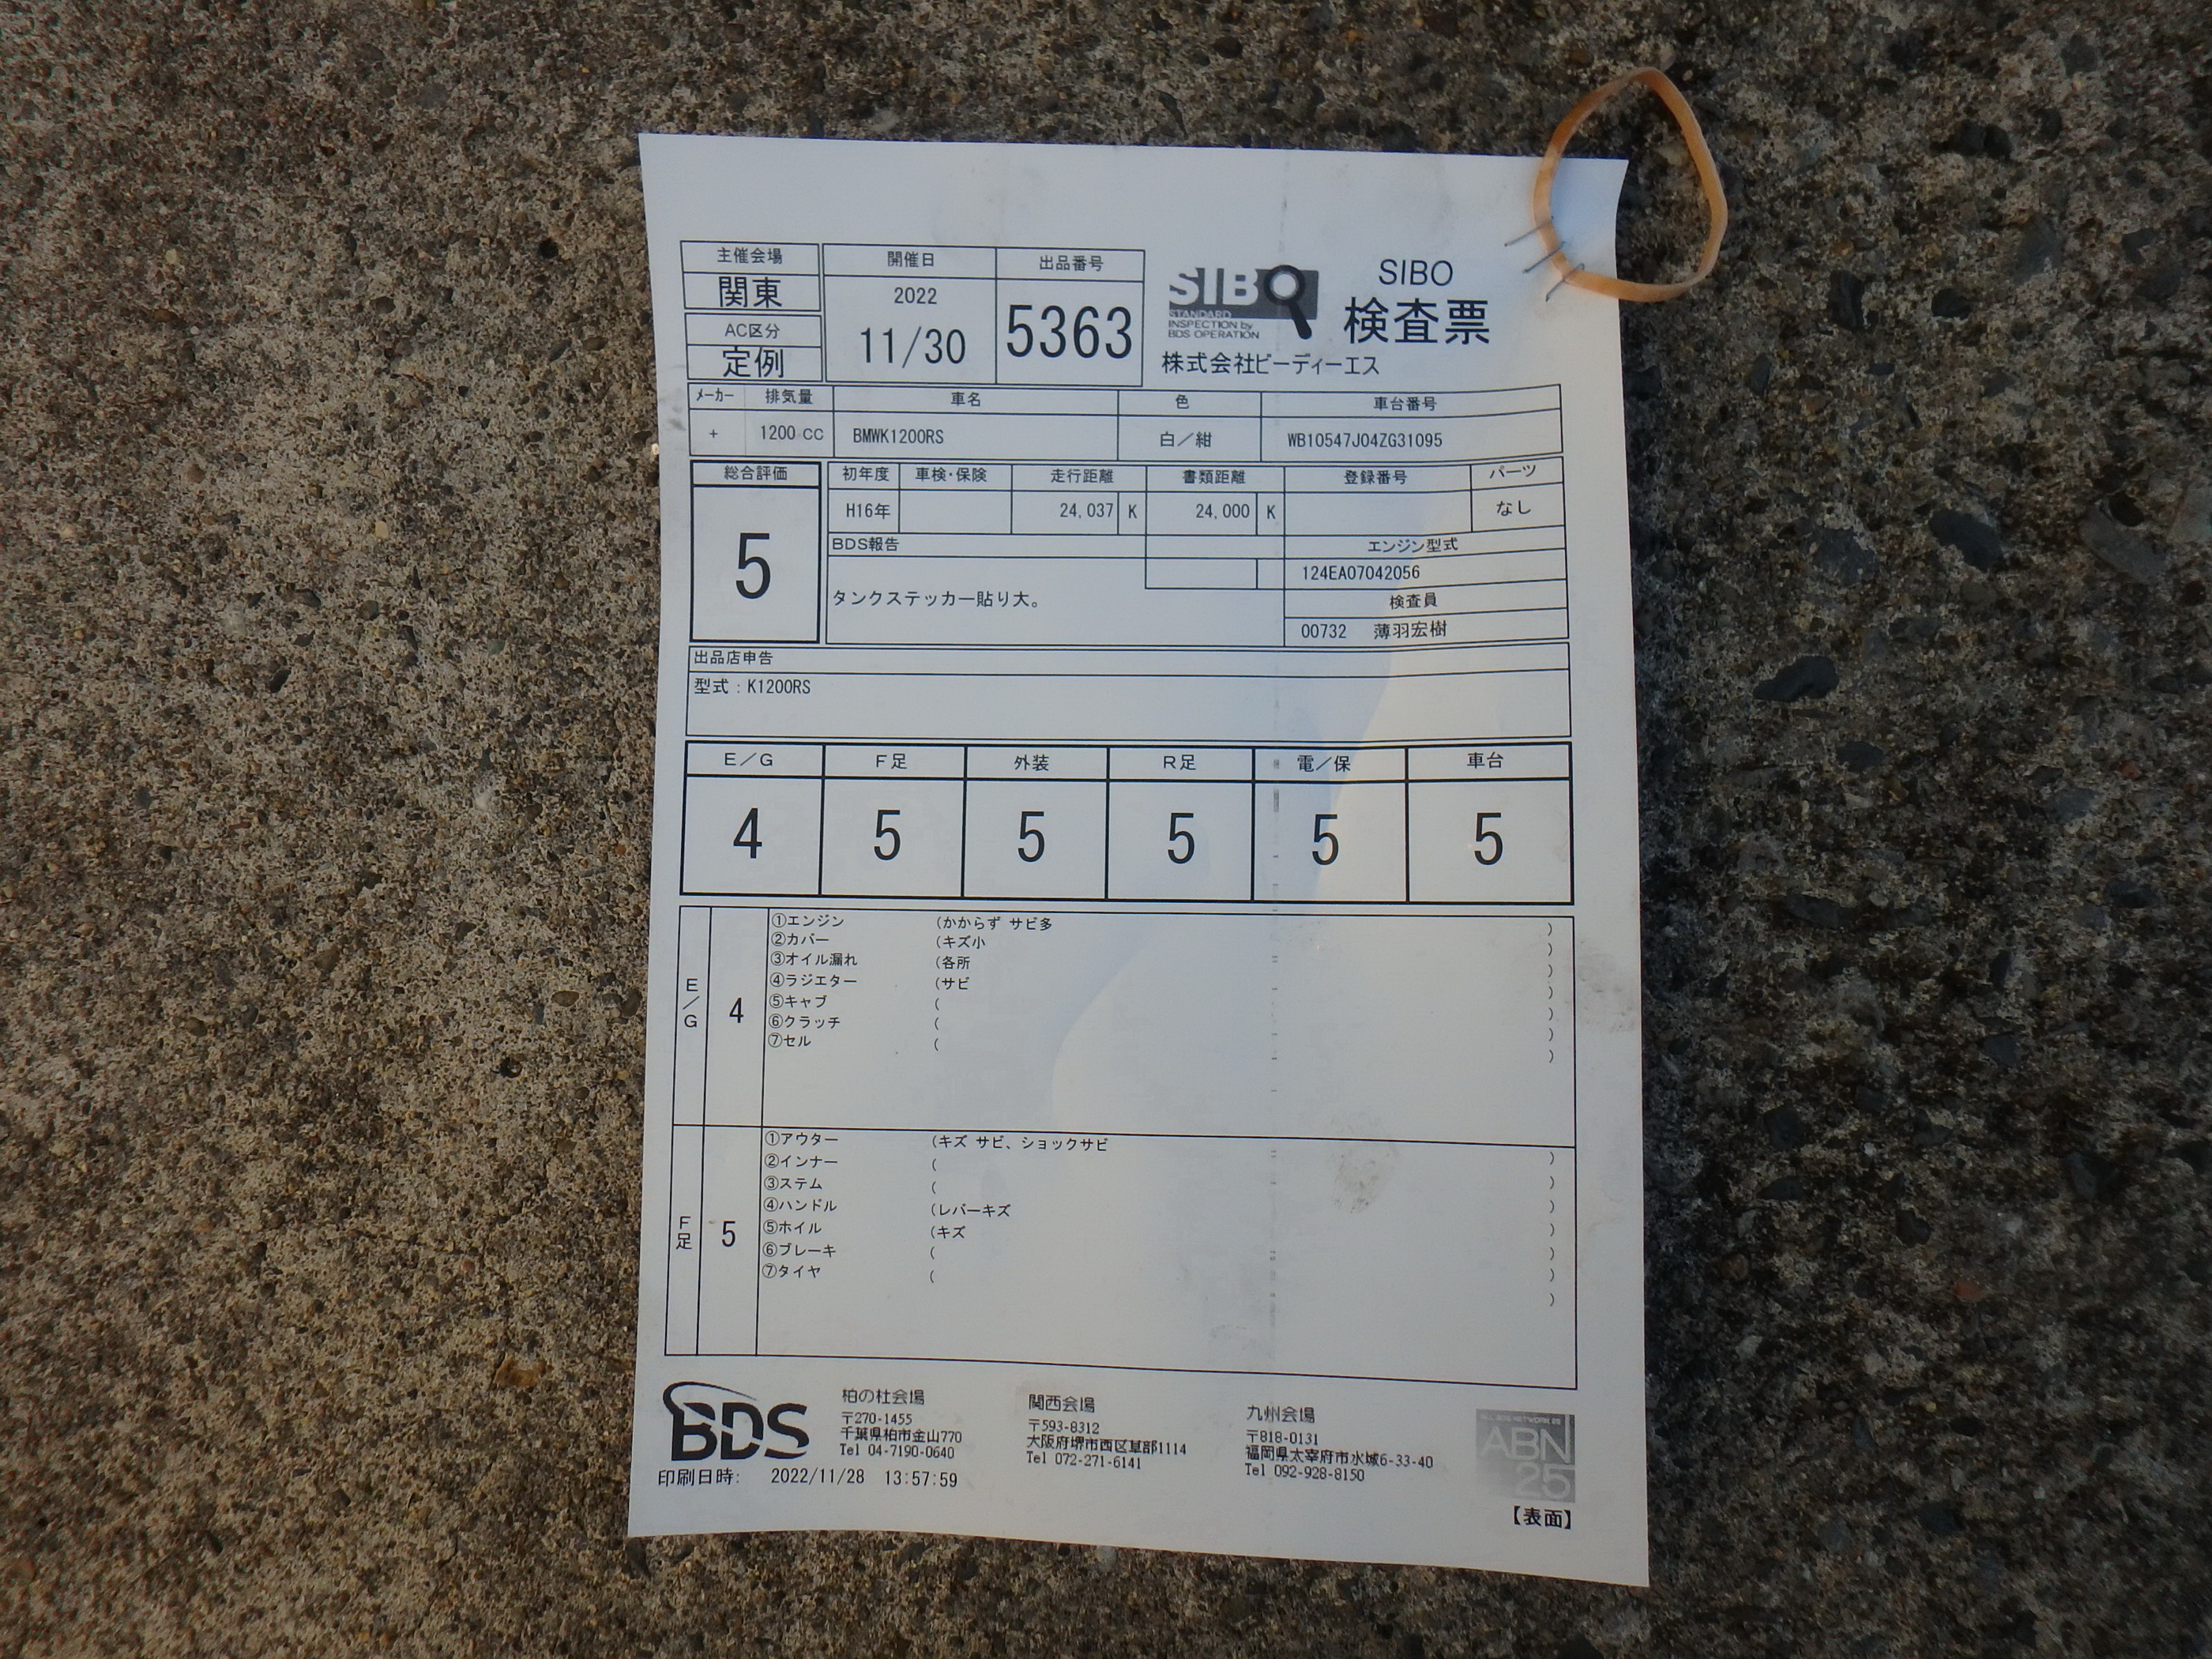 主催会場
関東
AC区分
定例
開催日
2022
11/30
出品番号
5363
SIBO
STANDARD
INSPECTION by
BDS OPERATION
SIBO
検査票
株式会社ビーディーエス
メーカー 排気量 車名 色 車台番号
+ 1200 CC BMWK1200RS 白/紺 WB10547J04ZG31095
総合評価
5
初年度 車検・保険 走行距離 書類距離 登録番号 パーツ
H16年 24,037 K 24,000 K なし
BDS報告
タンクステッカー貼り大。
エンジン型式
124EA07042056
検査員
00732 薄羽宏樹
出品店申告
型式:K1200RS
E/G F足 外装 R足 電/保 車台
4 5 5 5 5 5
E/G 4
①エンジン (かからず サビ多 )
②カバー (キズ小 )
③オイル漏れ (各所 )
④ラジエター (サビ )
⑤キャブ ( )
⑥クラッチ ( )
⑦セル ( )
F足 5
①アウター (キズ サビ、ショックサビ )
②インナー ( )
③ステム ( )
④ハンドル (レバーキズ )
⑤ホイル (キズ )
⑥ブレーキ ( )
⑦タイヤ ( )
BDS
柏の杜会場
〒270-1455
千葉県柏市金山770
Tel 04-7190-0640
関西会場
〒593-8312
大阪府堺市西区草部1114
Tel 072-271-6141
九州会場
〒818-0131
福岡県太宰府市水城6-33-40
Tel 092-928-8150
ALL BDS NETWORK 25
ABN
25
印刷日時: 2022/11/28 13:57:59
【表面】